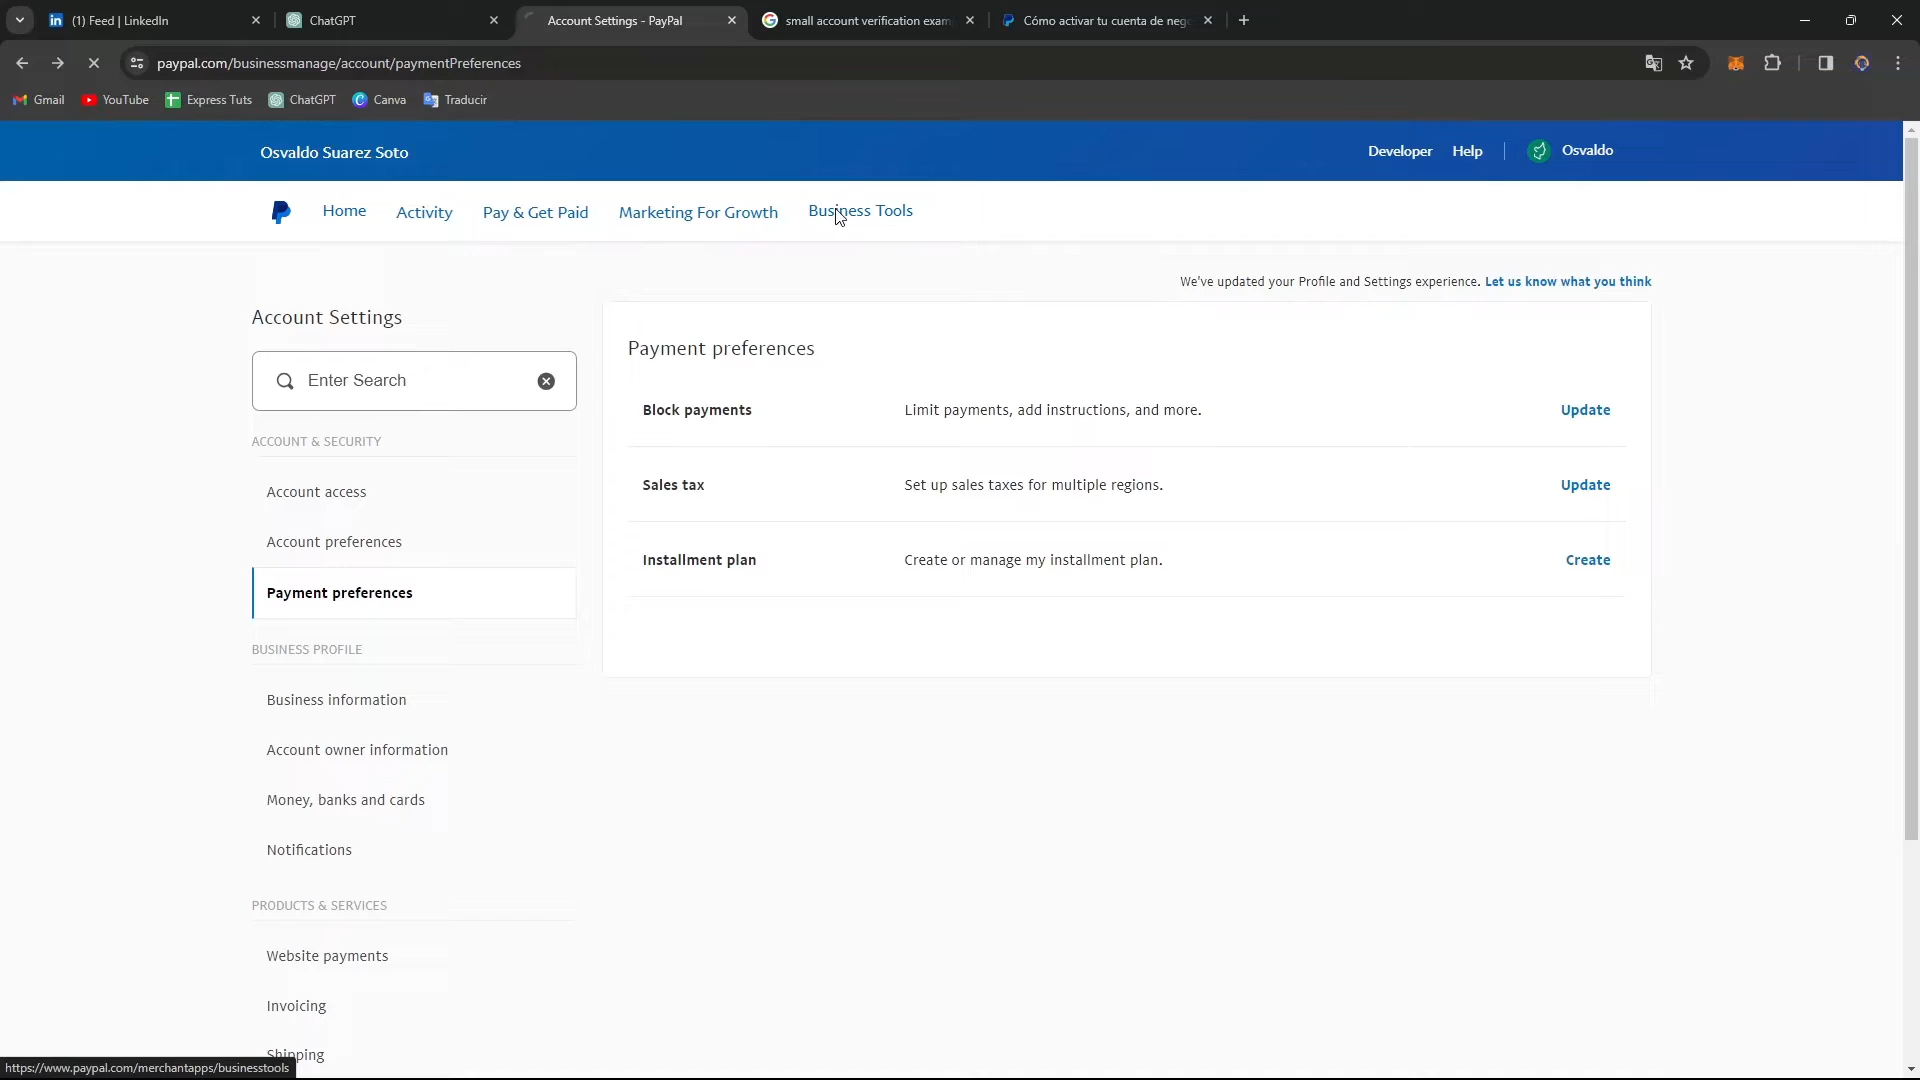 (1) Feed | LinkedIn
ChatGPT
Account Settings - PayPal
small account verification exam
Cómo activar tu cuenta de neg
paypal.com/businessmanage/account/paymentPreferences
Gmail
YouTube
Express Tuts
ChatGPT
Canva
Traducir
Osvaldo Suarez Soto
Developer
Help
Osvaldo
Home
Activity
Pay & Get Paid
Marketing For Growth
Business Tools
We've updated your Profile and Settings experience. Let us know what you think
Account Settings
Enter Search
ACCOUNT & SECURITY
Account access
Account preferences
Payment preferences
BUSINESS PROFILE
Business information
Account owner information
Money, banks and cards
Notifications
PRODUCTS & SERVICES
Website payments
Invoicing
Shipping
Payment preferences
Block payments
Limit payments, add instructions, and more.
Update
Sales tax
Set up sales taxes for multiple regions.
Update
Installment plan
Create or manage my installment plan.
Create
https://www.paypal.com/merchantapps/businesstools